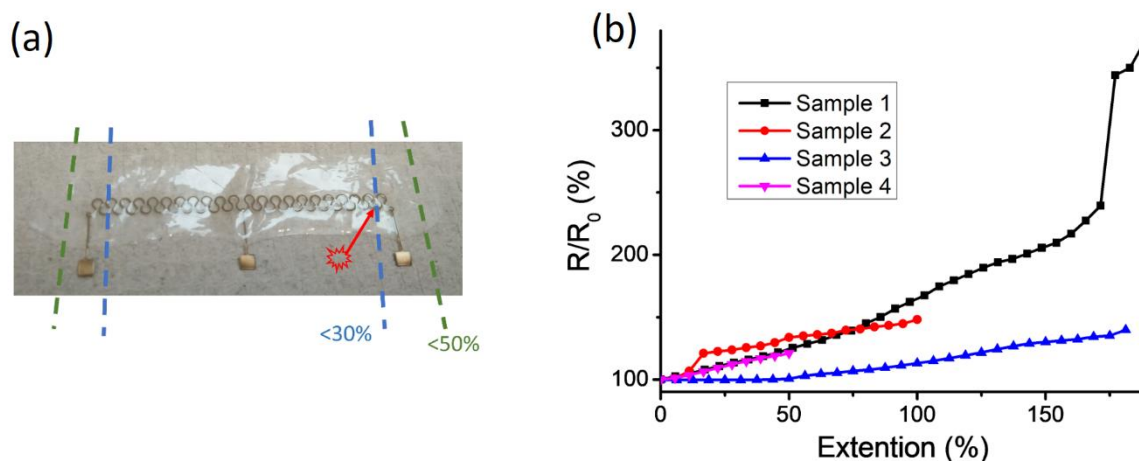 (a)
<30%
<50%
(b)
R/R₀ (%)
300
200
100
Sample 1
Sample 2
Sample 3
Sample 4
0
50
100
150
Extention (%)